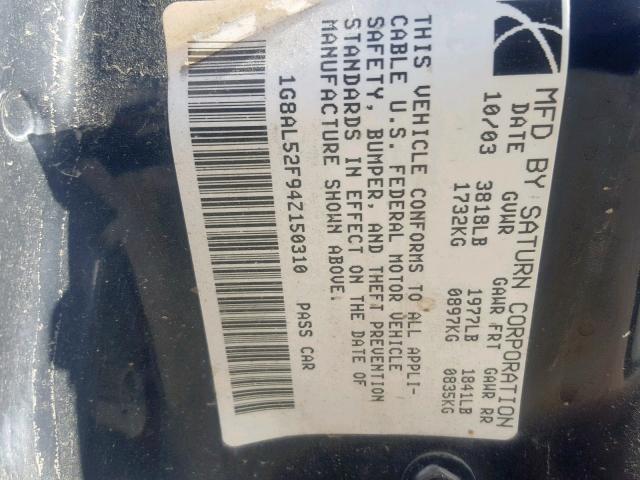 MFD BY SATURN CORPORATION
DATE GVWR GAWR FRT GAWR RR
10/03 3818LB 1977LB 1841LB
1732KG 0897KG 0835KG
THIS VEHICLE CONFORMS TO ALL APPLI-
CABLE U.S. FEDERAL MOTOR VEHICLE
SAFETY, BUMPER, AND THEFT PREVENTION
STANDARDS IN EFFECT ON THE DATE OF
MANUFACTURE SHOWN ABOVE.
1G8AL52F94Z150310 PASS CAR